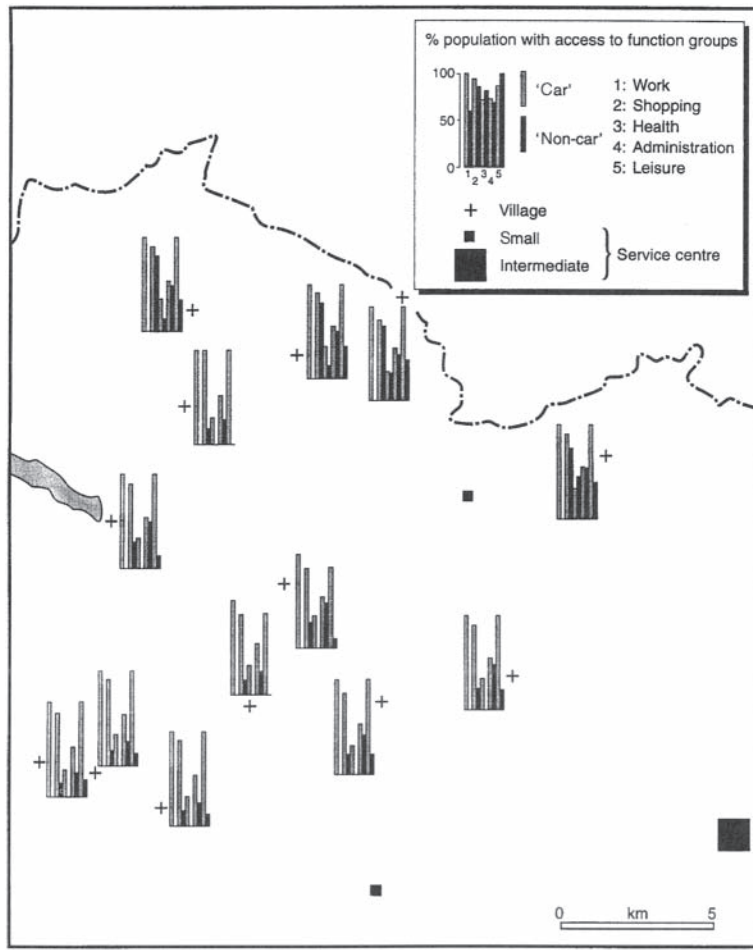 % population with access to function groups
100
50
0
1
2
3
4
5
'Car'
'Non-car'
1: Work
2: Shopping
3: Health
4: Administration
5: Leisure
Village
Small
Intermediate
Service centre
0 km 5